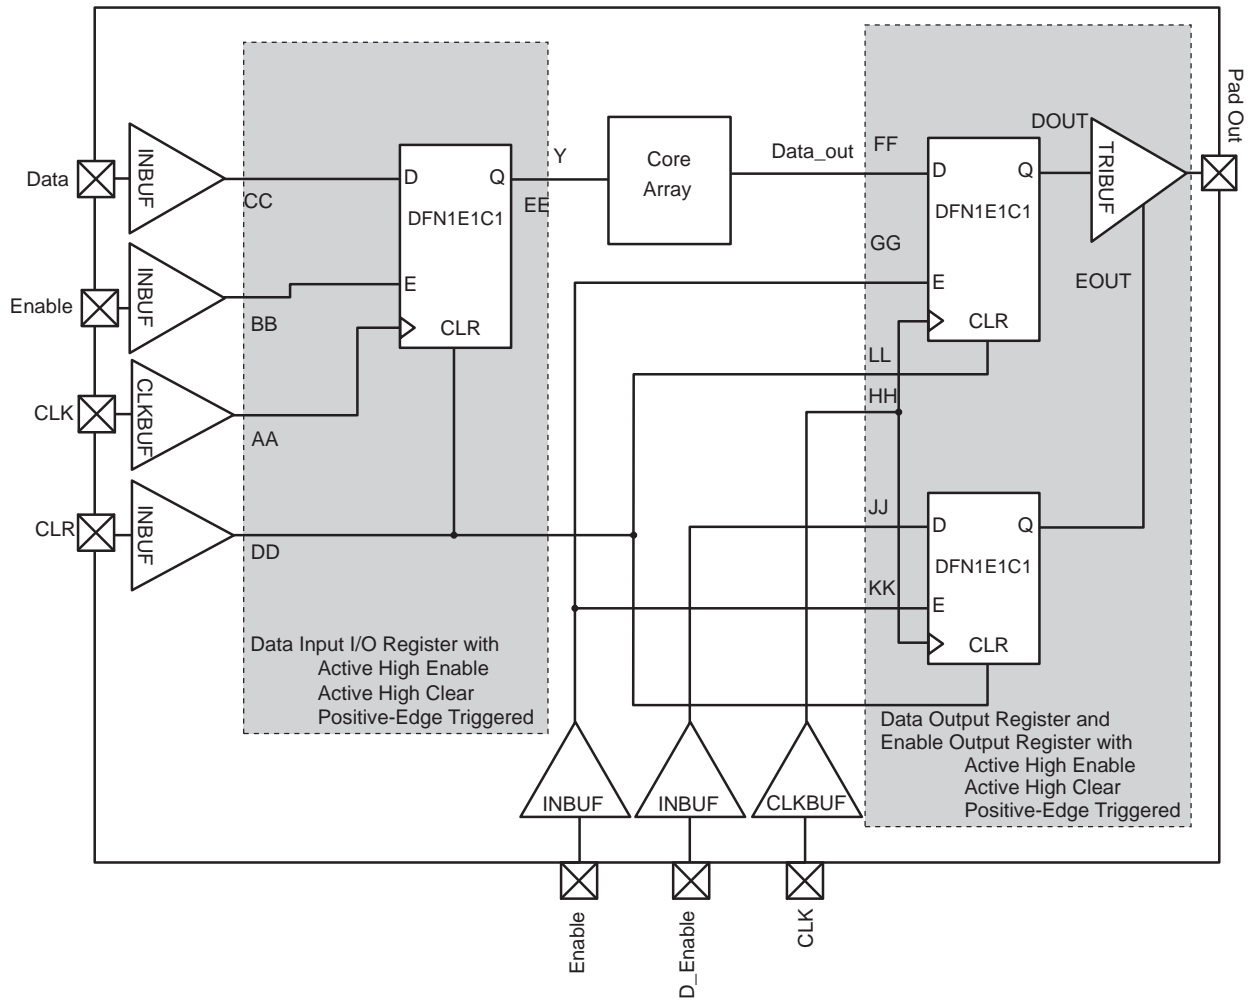 Pad Out
Data
INBUF
CC
D
Q
DFN1E1C1
E
CLR
Y
EE
Core
Array
Data_out
FF
D
Q
DFN1E1C1
E
CLR
DOUT
TRIBUF
EOUT
GG
Enable
INBUF
BB
CLK
CLKBUF
AA
CLR
INBUF
DD
LL
HH
JJ
D
Q
DFN1E1C1
KK
E
CLR
Data Input I/O Register with
Active High Enable
Active High Clear
Positive-Edge Triggered
Data Output Register and
Enable Output Register with
Active High Enable
Active High Clear
Positive-Edge Triggered
INBUF
INBUF
CLKBUF
Enable
D_Enable
CLK